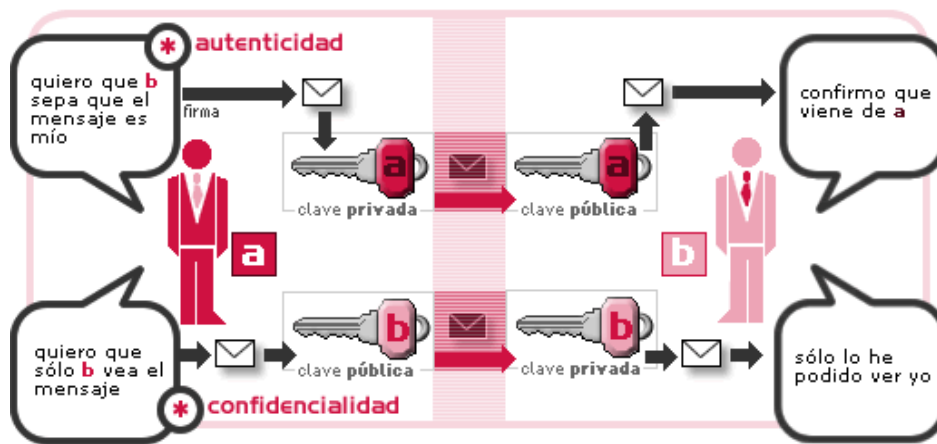 * autenticidad
quiero que b
sepa que el
mensaje es
mío
firma
a
clave privada
a
clave pública
confirmo que
viene de a
a
b
quiero que
sólo b vea el
mensaje
* confidencialidad
b
clave pública
b
clave privada
sólo lo he
podido ver yo